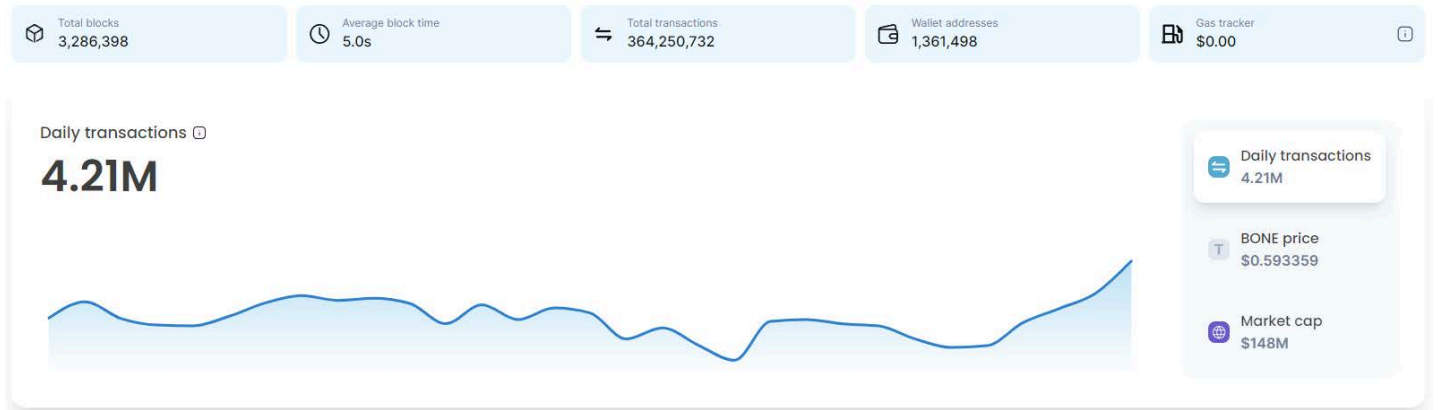 Total blocks
3,286,398
Average block time
5.0s
Total transactions
364,250,732
Wallet addresses
1,361,498
Gas tracker
$0.00
Daily transactions
4.21M
Daily transactions
4.21M
BONE price
$0.593359
Market cap
$148M